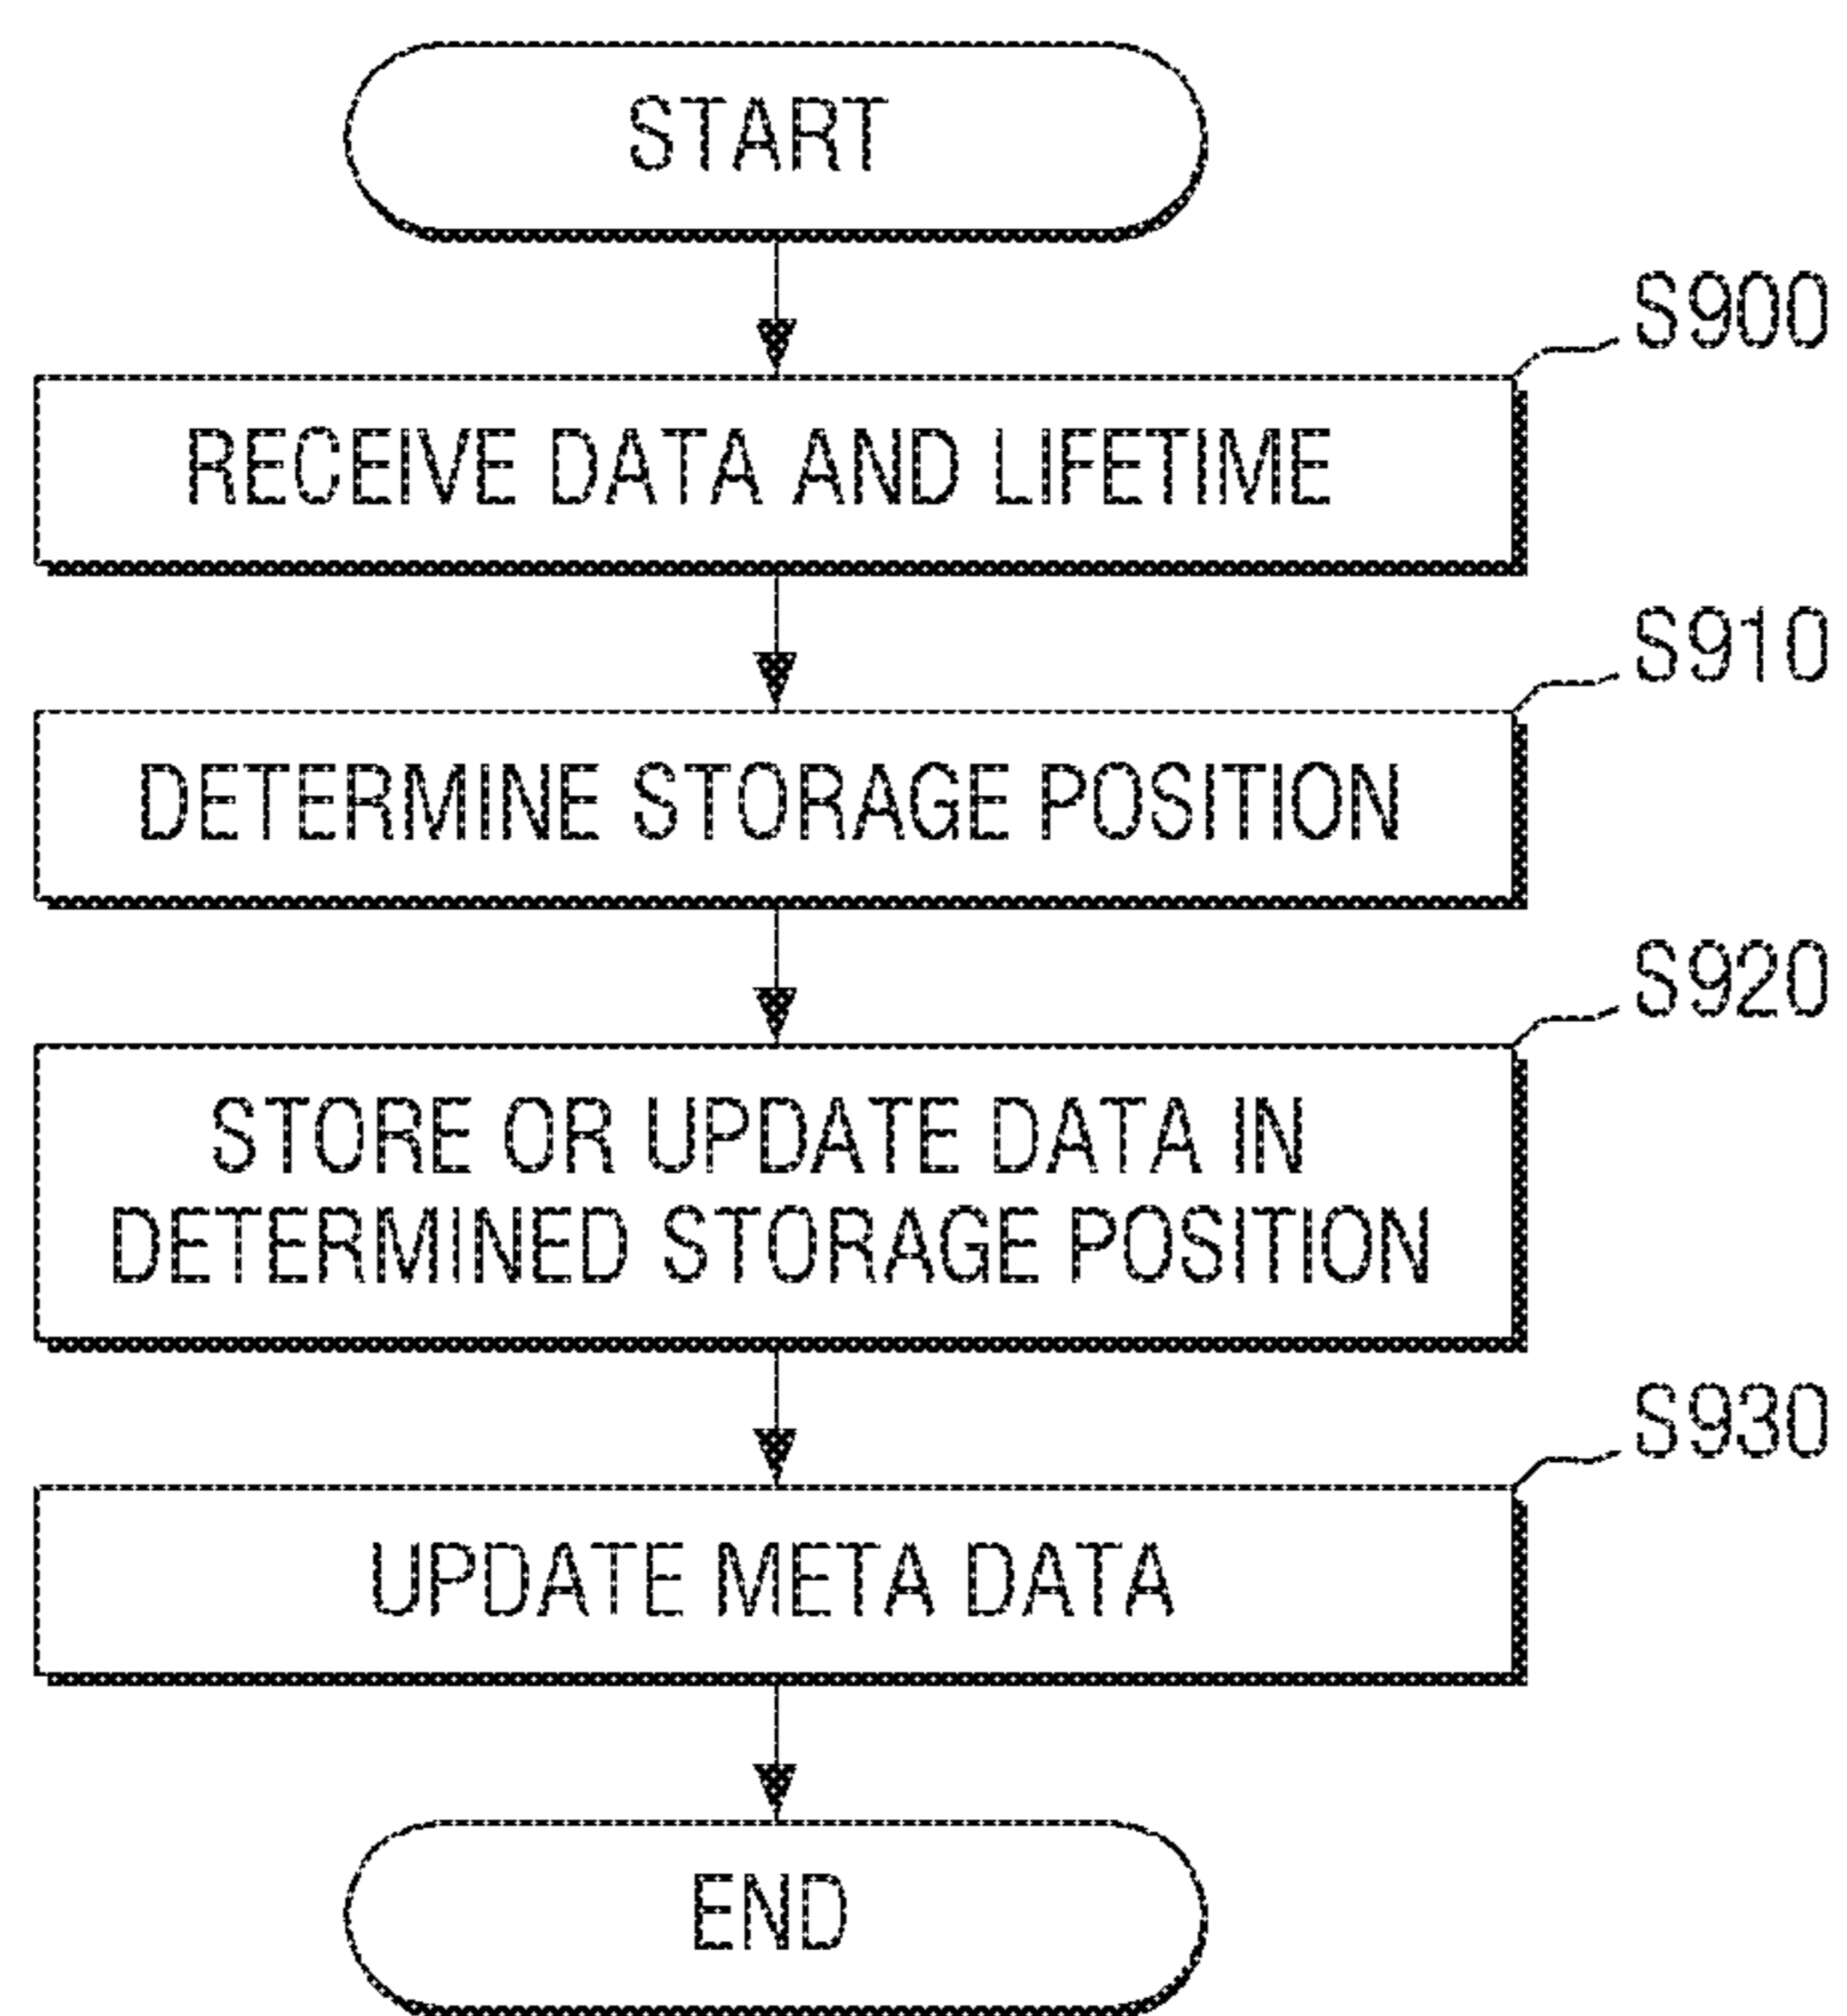 START
S900
RECEIVE DATA AND LIFETIME
S910
DETERMINE STORAGE POSITION
S920
STORE OR UPDATE DATA IN
DETERMINED STORAGE POSITION
S930
UPDATE META DATA
END